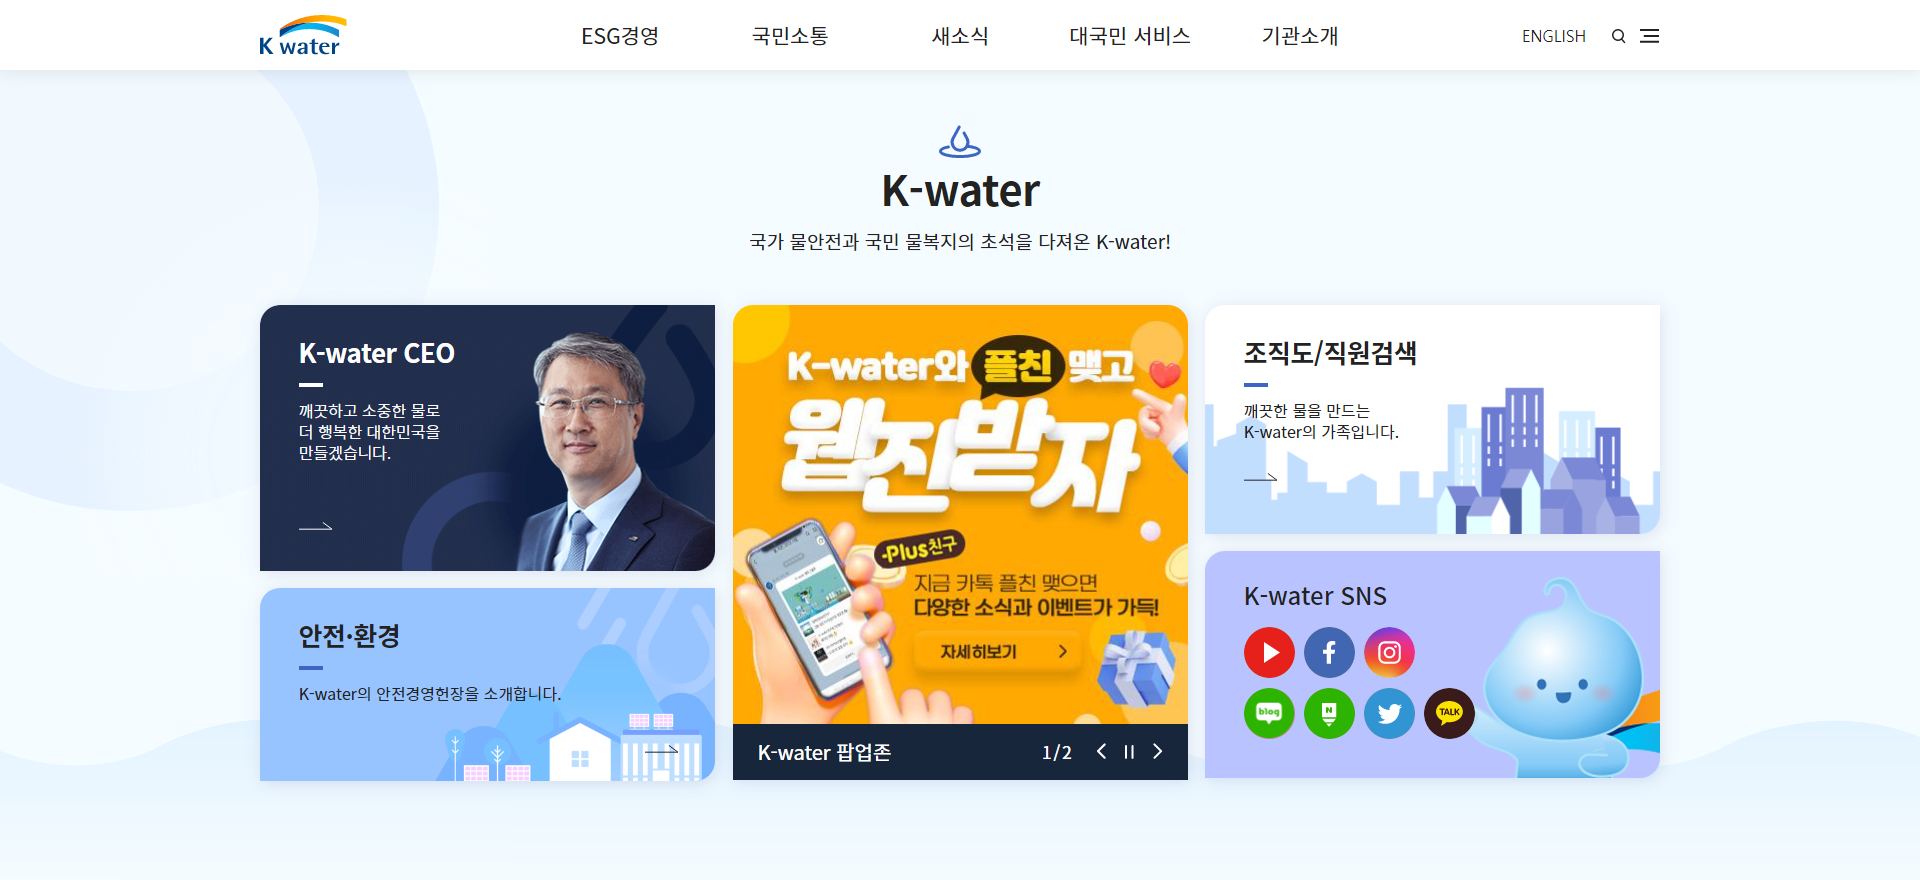 K water
ESG경영
국민소통
새소식
대국민 서비스
기관소개
ENGLISH
K-water
국가 물안전과 국민 물복지의 초석을 다져온 K-water!
K-water CEO
깨끗하고 소중한 물로
더 행복한 대한민국을
만들겠습니다.
안전·환경
K-water의 안전경영헌장을 소개합니다.
K-water와 플친 맺고
웹진받자
-Plus친구
지금 카톡 플친 맺으면
다양한 소식과 이벤트가 가득!
자세히보기
K-water 팝업존
1/2
조직도/직원검색
깨끗한 물을 만드는
K-water의 가족입니다.
K-water SNS
blog
N
TALK